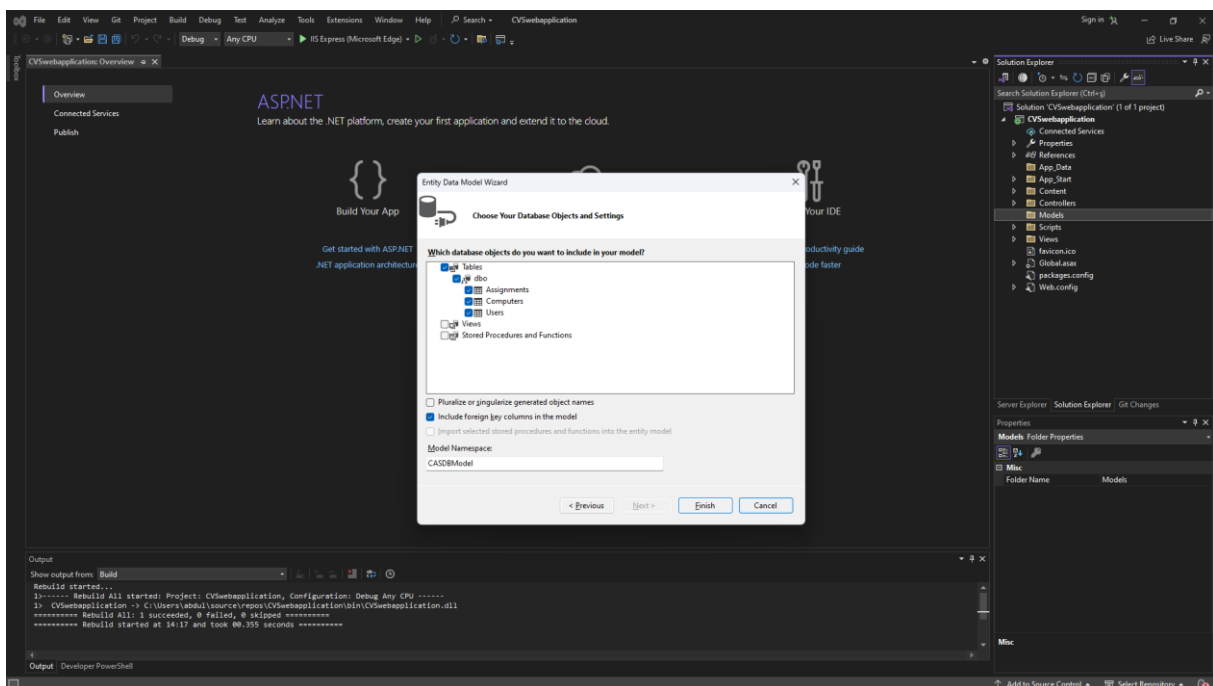 File Edit View Git Project Build Debug Test Analyze Tools Extensions Window Help Search CVSwebapplication Sign in
Debug Any CPU IIS Express (Microsoft Edge) Live Share
Toolbox
CVSwebapplication: Overview
Overview
Connected Services
Publish
ASP.NET
Learn about the .NET platform, create your first application and extend it to the cloud.
Build Your App
Your IDE
Get started with ASP.NET
.NET application architecture
oductivity guide
ode faster
Entity Data Model Wizard
Choose Your Database Objects and Settings
Which database objects do you want to include in your model?
Tables
dbo
Assignments
Computers
Users
Views
Stored Procedures and Functions
Pluralize or singularize generated object names
Include foreign key columns in the model
Import selected stored procedures and functions into the entity model
Model Namespace:
CASDBModel
< Previous Next > Finish Cancel
Solution Explorer
Search Solution Explorer (Ctrl+ş)
Solution 'CVSwebapplication' (1 of 1 project)
CVSwebapplication
Connected Services
Properties
References
App_Data
App_Start
Content
Controllers
Models
Scripts
Views
favicon.ico
Global.asax
packages.config
Web.config
Server Explorer Solution Explorer Git Changes
Properties
Models Folder Properties
Misc
Folder Name Models
Misc
Output
Show output from: Build
Rebuild started...
1>------ Rebuild All started: Project: CVSwebapplication, Configuration: Debug Any CPU ------
1> CVSwebapplication -> C:\Users\abdul\source\repos\CVSwebapplication\bin\CVSwebapplication.dll
========== Rebuild All: 1 succeeded, 0 failed, 0 skipped ==========
========== Rebuild started at 14:17 and took 00.355 seconds ==========
Output Developer PowerShell
Add to Source Control Select Repository